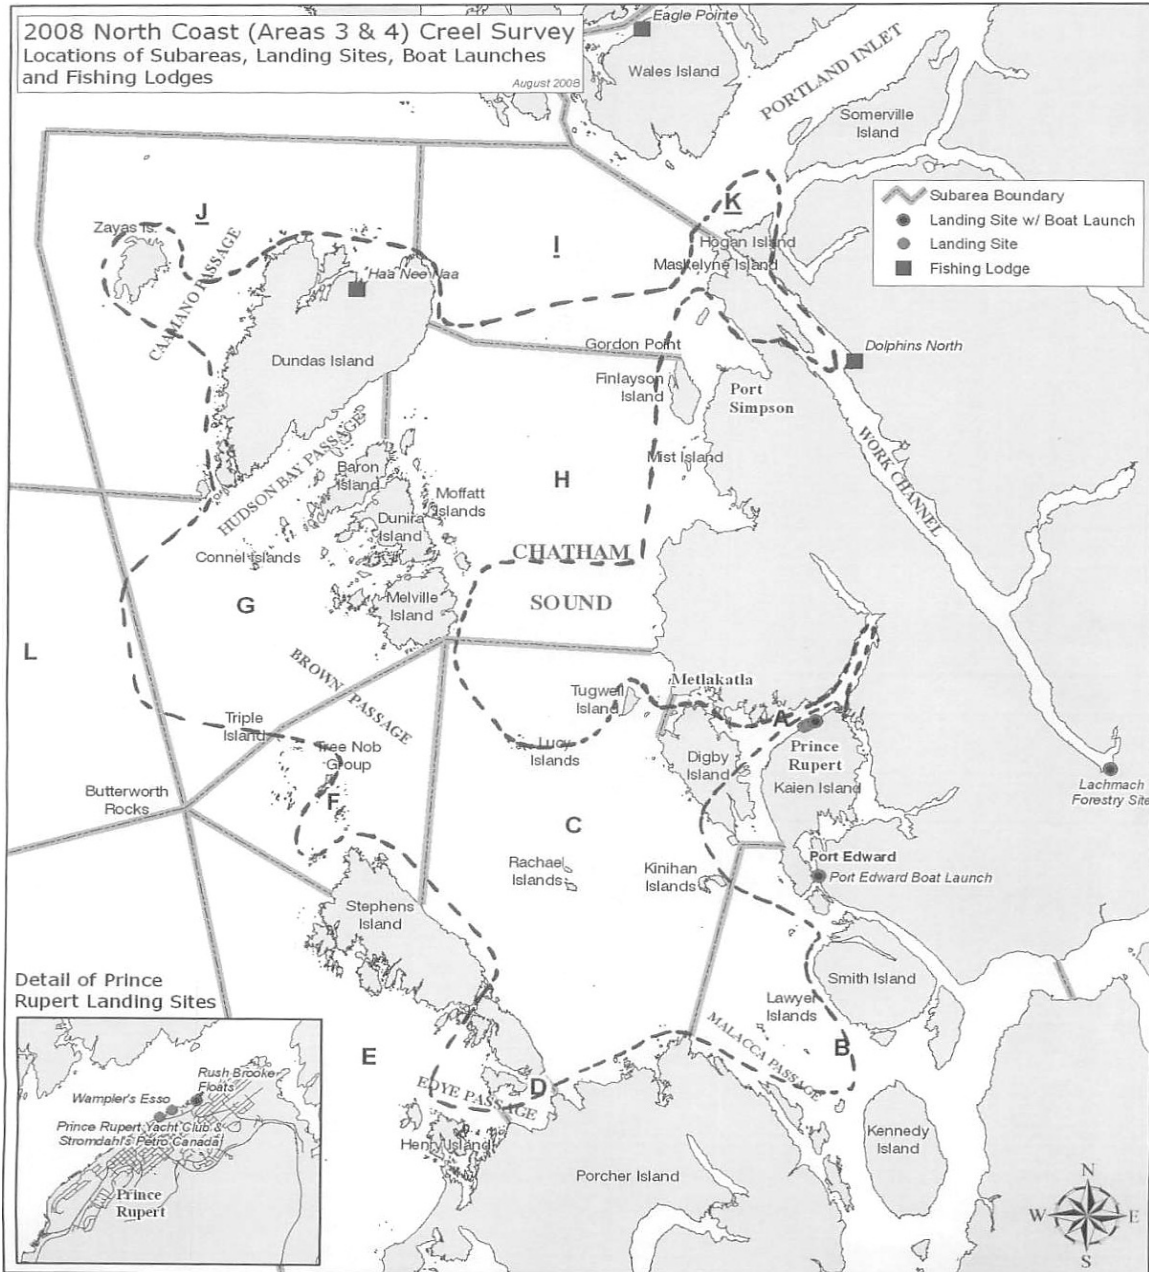 2008 North Coast (Areas 3 & 4) Creel Survey
Locations of Subareas, Landing Sites, Boat Launches
and Fishing Lodges
August 2008
Eagle Pointe
Wales Island
PORTLAND INLET
Somerville
Island
Subarea Boundary
Landing Site w/ Boat Launch
Landing Site
Fishing Lodge
K
J
Zayas Is.
I
Hogan Island
Maskelyne Island
CAAMANO PASSAGE
Haa Nee Naa
Gordon Point
Dolphins North
Dundas Island
Finlayson
Island
Port
Simpson
HUDSON BAY PASSAGE
Mist Island
WORK CHANNEL
Baron
Island
H
Moffatt
Islands
Dunira
Island
Connel Islands
CHATHAM
SOUND
Melville
Island
G
L
BROWN PASSAGE
Metlakatla
Tugwell
Island
A
Triple
Island
Tree Nob
Group
Lucy
Islands
Prince
Rupert
Digby
Island
Kaien Island
Lachmach
Forestry Site
Butterworth
Rocks
F
C
Port Edward
Port Edward Boat Launch
Rachael
Islands
Kinihan
Islands
Stephens
Island
Smith Island
Lawyer
Islands
MALACCA PASSAGE
B
E
D
EDYE PASSAGE
Henry Island
Kennedy
Island
Porcher Island
Detail of Prince
Rupert Landing Sites
Rush Brooke
Floats
Wampler's Esso
Prince Rupert Yacht Club &
Stromdahl's Petro Canada
Prince
Rupert
N
W
E
S